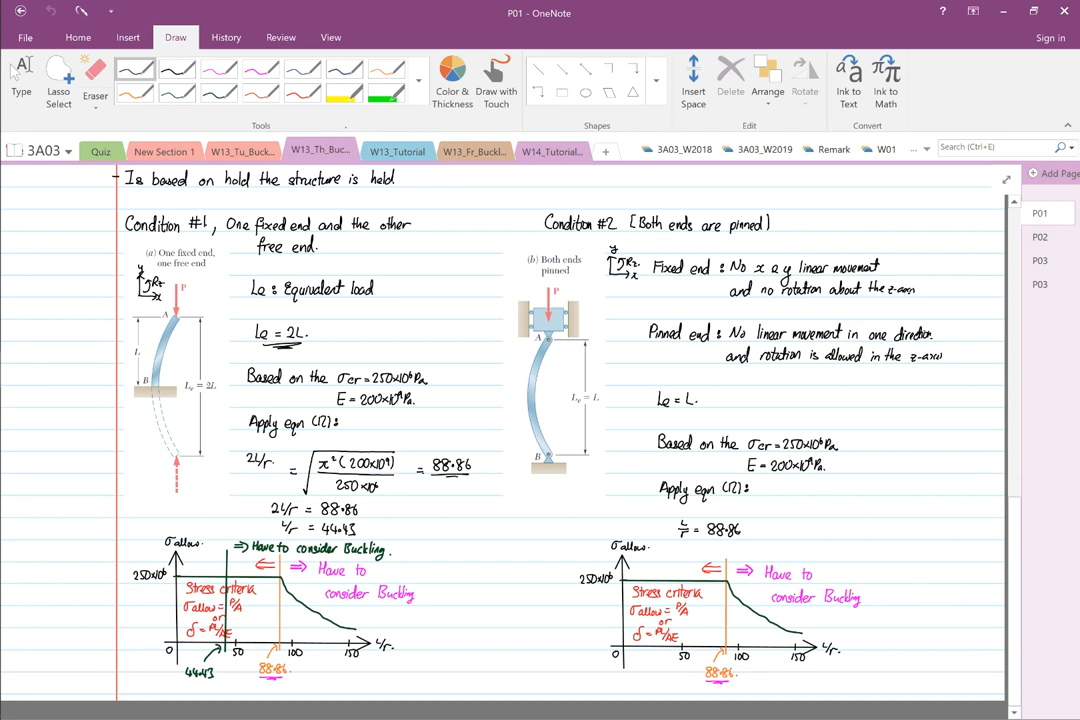 P01 - OneNote
?
File
Home
Insert
Draw
History
Review
View
Sign in
Type
Lasso Select
Eraser
Color & Thickness
Draw with Touch
Insert Space
Delete
Arrange
Rotate
Ink to Text
Ink to Math
Tools
Shapes
Edit
Convert
3A03
Quiz
New Section 1
W13_Tu_Buck...
W13_Th_Buc...
W13_Tutorial
W13_Fr_Buckl...
W14_Tutorial...
+
3A03_W2018
3A03_W2019
Remark
W01
...
Search (Ctrl+E)
Add Page
P01
P02
P03
P03
- Is based on hold the structure is held
Condition #1, One fixed end and the other
free end.
(a) One fixed end,
one free end
y
Rz
x
P
A
L
B
Le = 2L
Le : Equivalent load
Le = 2L.
Based on the σcr = 250×10⁶ Pa
E = 200×10⁹ Pa.
Apply eqn (12):
2L/r = √(π² (200×10⁹) / 250×10⁶) = 88.86
2L/r = 88.86
L/r = 44.43
σallow.
⇒ Have to consider Buckling.
⇐ ⇒ Have to
consider Buckling
250×10⁶
Stress criteria
σallow = P/A
or
δ = PL/AE
0 50 100 150 L/r.
44.43
88.86.
Condition #2 [Both ends are pinned]
(b) Both ends
pinned
y
Rz.
x
P
A
B
Le = L
Fixed end : No x a y linear movement
and no rotation about the z-axis
Pinned end : No linear movement in one direction.
and rotation is allowed in the z-axis
Le = L.
Based on the σcr = 250×10⁶ Pa
E = 200×10⁹ Pa.
Apply eqn (12):
L/r = 88.86
σallow.
⇐ ⇒ Have to
consider Buckling
250×10⁶
Stress criteria
σallow = P/A
or
δ = PL/AE
0 50 100 150 L/r.
88.86.